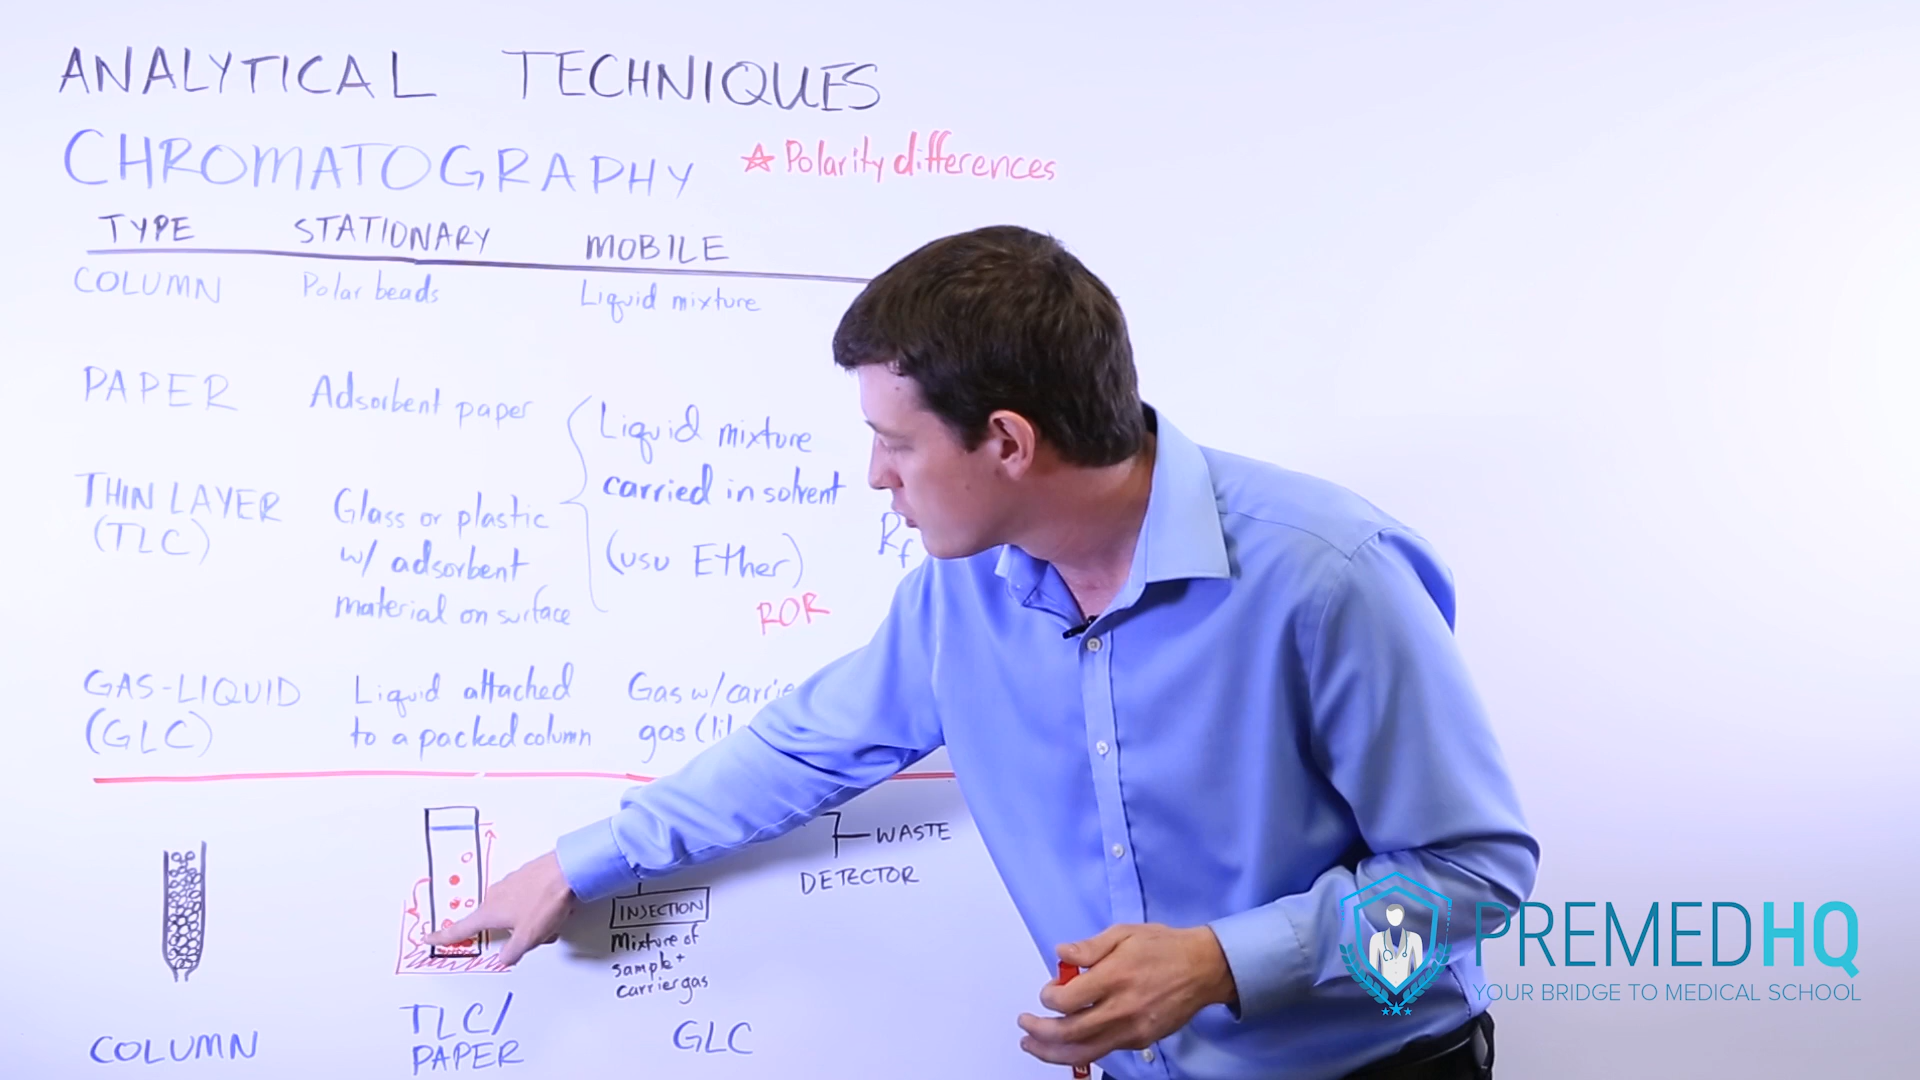 ANALYTICAL TECHNIQUES
CHROMATOGRAPHY ☆ Polarity differences
TYPE STATIONARY MOBILE
COLUMN Polar beads Liquid mixture
PAPER Adsorbent paper Liquid mixture
carried in solvent
THIN LAYER Glass or plastic
(TLC) w/ adsorbent (usu Ether) Rf
material on surface ROR
GAS-LIQUID Liquid attached Gas w/carrie
(GLC) to a packed column gas
WASTE
DETECTOR
INJECTION
Mixture of
sample +
carrier gas
COLUMN
TLC/
PAPER
GLC
PREMEDHQ
YOUR BRIDGE TO MEDICAL SCHOOL